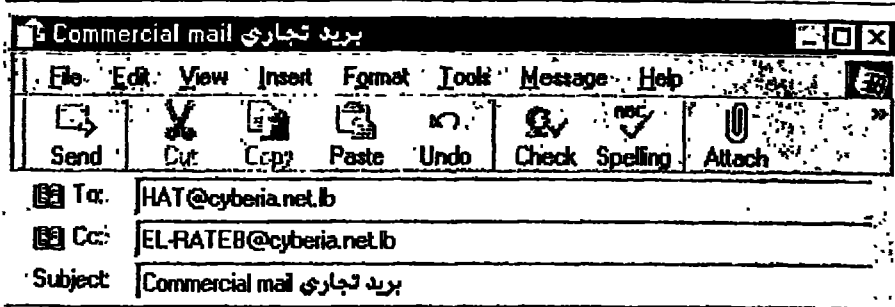 Commercial mail بريد تجاري
File Edit View Insert Format Tools Message Help
Send Cut Copy Paste Undo Check Spelling Attach
To: HAT@cyberia.net.lb
Cc: EL-RATEB@cyberia.net.lb
Subject: Commercial mail بريد تجاري